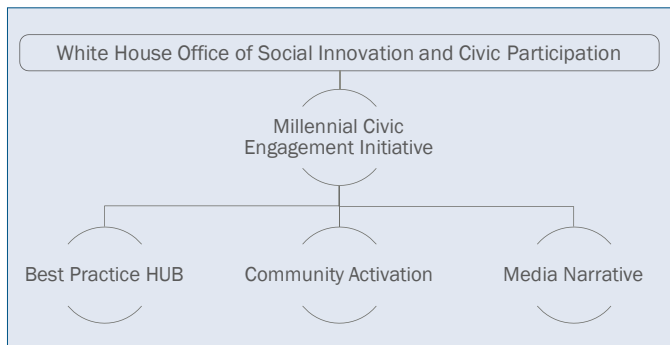 White House Office of Social Innovation and Civic Participation
Millennial Civic
Engagement Initiative
Best Practice HUB
Community Activation
Media Narrative